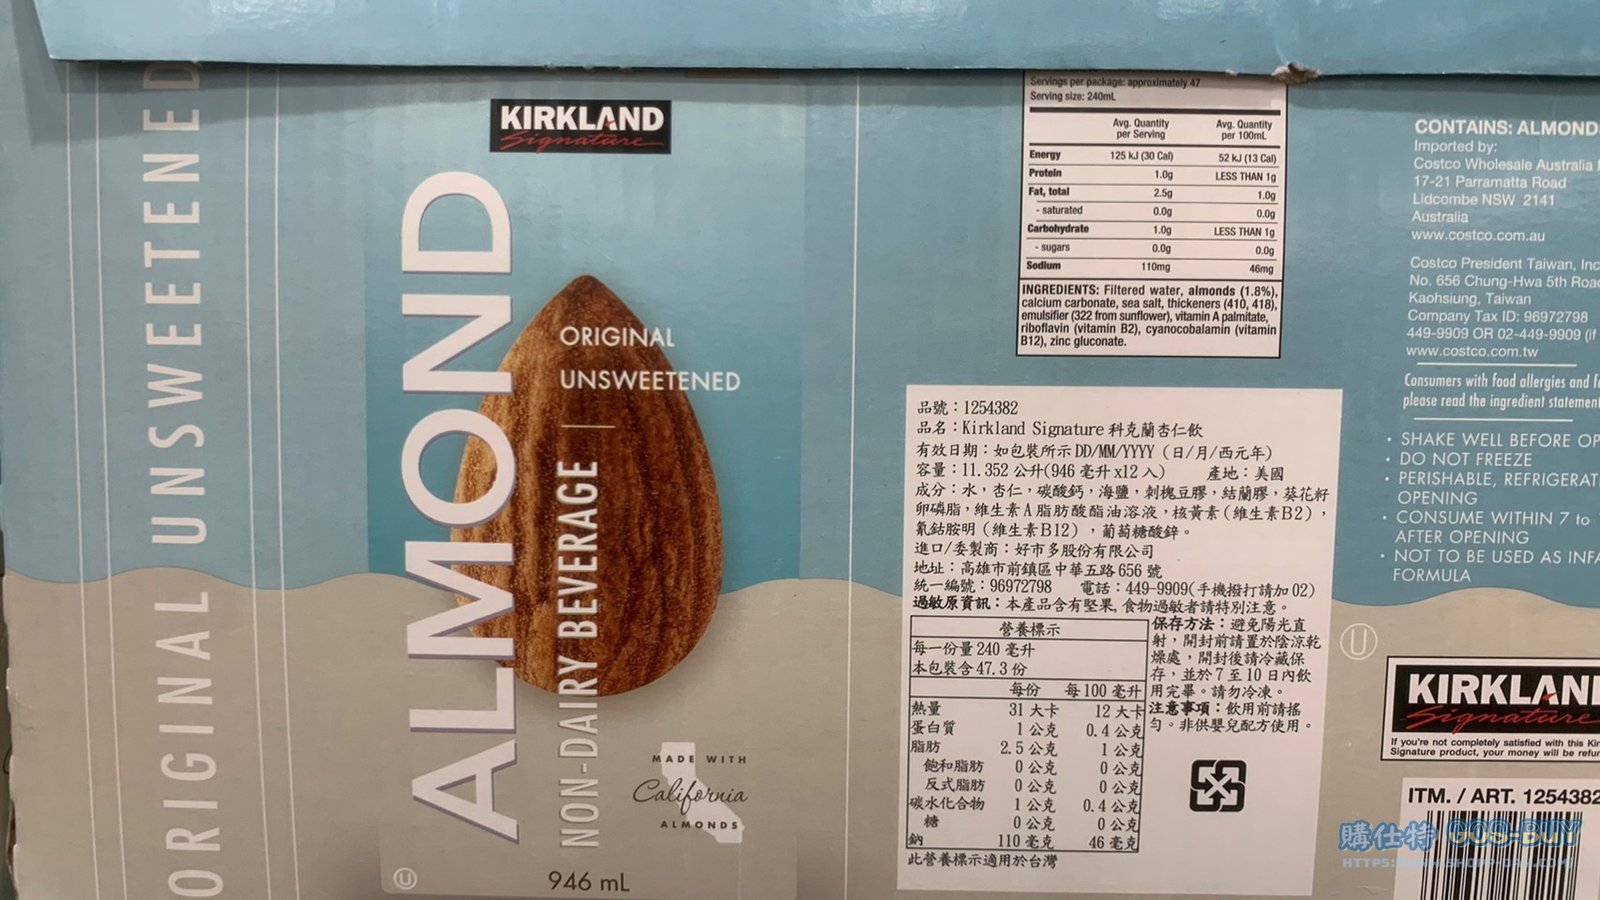 ORIGINAL UNSWEETENED
KIRKLAND
Signature
ALMOND
NON-DAIRY BEVERAGE
ORIGINAL
UNSWEETENED
MADE WITH
California
ALMONDS
U
946 mL
Servings per package: approximately 47
Serving size: 240mL
Avg. Quantity per Serving Avg. Quantity per 100mL
Energy 125 kJ (30 Cal) 52 kJ (13 Cal)
Protein 1.0g LESS THAN 1g
Fat, total 2.5g 1.0g
- saturated 0.0g 0.0g
Carbohydrate 1.0g LESS THAN 1g
- sugars 0.0g 0.0g
Sodium 110mg 46mg
INGREDIENTS: Filtered water, almonds (1.8%),
calcium carbonate, sea salt, thickeners (410, 418),
emulsifier (322 from sunflower), vitamin A palmitate,
riboflavin (vitamin B2), cyanocobalamin (vitamin
B12), zinc gluconate.
品號：1254382
品名：Kirkland Signature 科克蘭杏仁飲
有效日期：如包裝所示 DD/MM/YYYY（日/月/西元年）
容量：11.352 公升(946 毫升 x12 入) 產地：美國
成分：水，杏仁，碳酸鈣，海鹽，刺槐豆膠，結蘭膠，葵花籽
卵磷脂，維生素 A 脂肪酸酯油溶液，核黃素（維生素B2），
氰鈷胺明（維生素B12），葡萄糖酸鋅。
進口/委製商：好市多股份有限公司
地址：高雄市前鎮區中華五路 656 號
統一編號：96972798 電話：449-9909(手機撥打請加 02)
過敏原資訊：本產品含有堅果, 食物過敏者請特別注意。
營養標示
每一份量 240 毫升
本包裝含 47.3 份
每份 每 100 毫升
熱量 31 大卡 12 大卡
蛋白質 1 公克 0.4 公克
脂肪 2.5 公克 1 公克
飽和脂肪 0 公克 0 公克
反式脂肪 0 公克 0 公克
碳水化合物 1 公克 0.4 公克
糖 0 公克 0 公克
鈉 110 毫克 46 毫克
此營養標示適用於台灣
保存方法：避免陽光直
射，開封前請置於陰涼乾
燥處，開封後請冷藏保
存，並於 7 至 10 日內飲
用完畢。請勿冷凍。
注意事項：飲用前請搖
勻。非供嬰兒配方使用。
CONTAINS: ALMOND
Imported by:
Costco Wholesale Australia
17-21 Parramatta Road
Lidcombe NSW 2141
Australia
www.costco.com.au
Costco President Taiwan, Inc
No. 656 Chung-Hwa 5th Road
Kaohsiung, Taiwan
Company Tax ID: 96972798
449-9909 OR 02-449-9909 (if
www.costco.com.tw
Consumers with food allergies and
please read the ingredient statement
• SHAKE WELL BEFORE OP
• DO NOT FREEZE
• PERISHABLE, REFRIGERAT
OPENING
• CONSUME WITHIN 7 to
AFTER OPENING
• NOT TO BE USED AS INFA
FORMULA
U
KIRKLAN
Signature
If you're not completely satisfied with this Kir
Signature product, your money will be refun
ITM. / ART. 1254382
購仕特 GOS-BUY